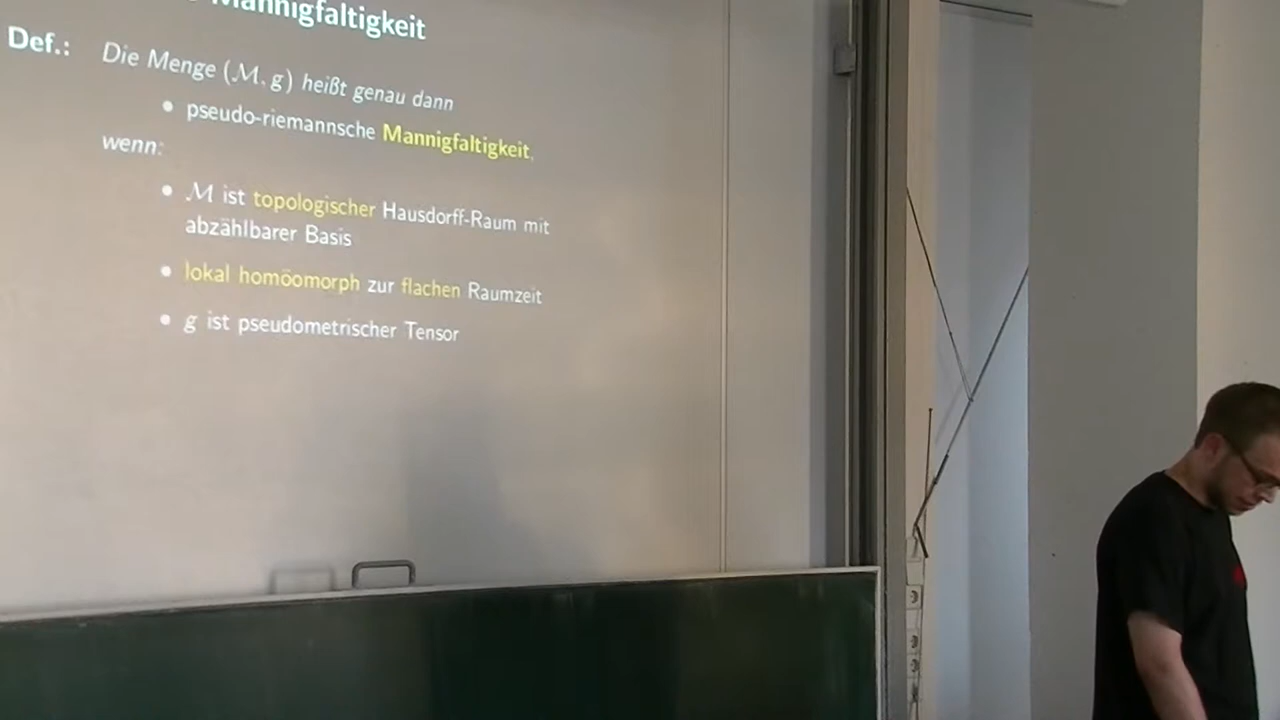 Mannigfaltigkeit
Def.: Die Menge (M, g) heißt genau dann
• pseudo-riemannsche Mannigfaltigkeit,
wenn:
• M ist topologischer Hausdorff-Raum mit
abzählbarer Basis
• lokal homöomorph zur flachen Raumzeit
• g ist pseudometrischer Tensor